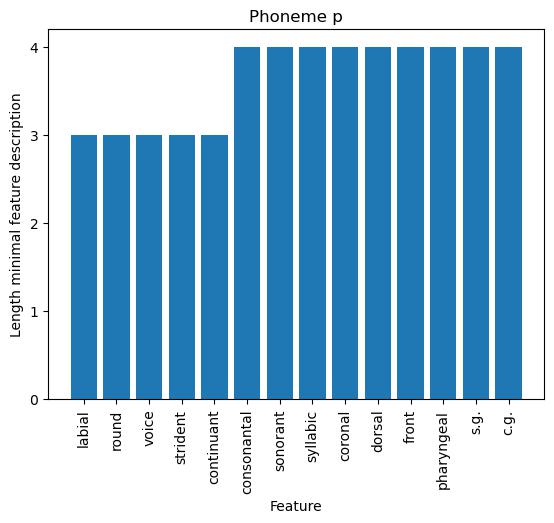 Phoneme p
Length minimal feature description
4
3
2
1
0
labial
round
voice
strident
continuant
consonantal
sonorant
syllabic
coronal
dorsal
front
pharyngeal
s.g.
c.g.
Feature